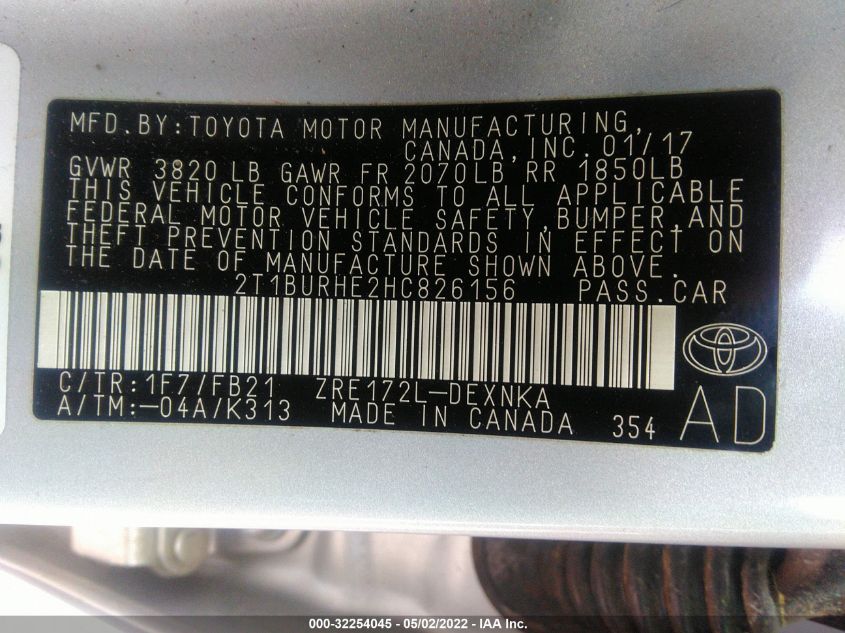 MFD.BY:TOYOTA MOTOR MANUFACTURING,
CANADA,INC. 01/17
GVWR 3820 LB GAWR FR 2070LB RR 1850LB
THIS VEHICLE CONFORMS TO ALL APPLICABLE
FEDERAL MOTOR VEHICLE SAFETY,BUMPER,AND
THEFT PREVENTION STANDARDS IN EFFECT ON
THE DATE OF MANUFACTURE SHOWN ABOVE.
2T1BURHE2HC826156 PASS.CAR
C/TR:1F7/FB21 ZRE172L-DEXNKA
A/TM:-04A/K313 MADE IN CANADA 354 AD
000-32254045 - 05/02/2022 - IAA Inc.